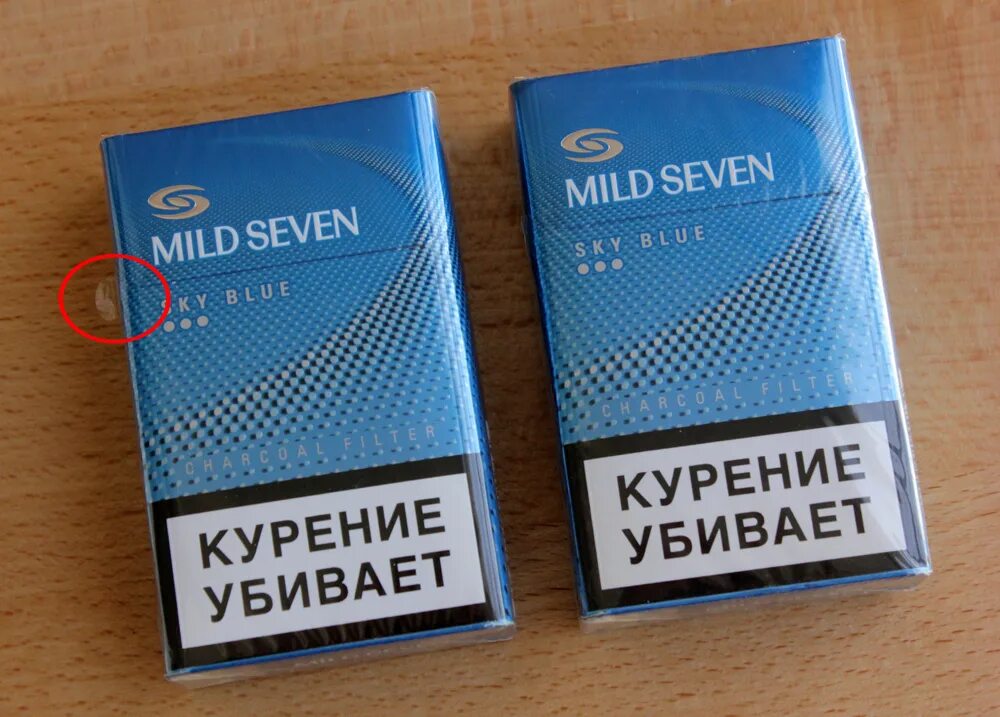 MILD SEVEN
SKY BLUE
CHARCOAL FILTER
КУРЕНИЕ
УБИВАЕТ
MILD SEVEN
SKY BLUE
CHARCOAL FILTER
КУРЕНИЕ
УБИВАЕТ